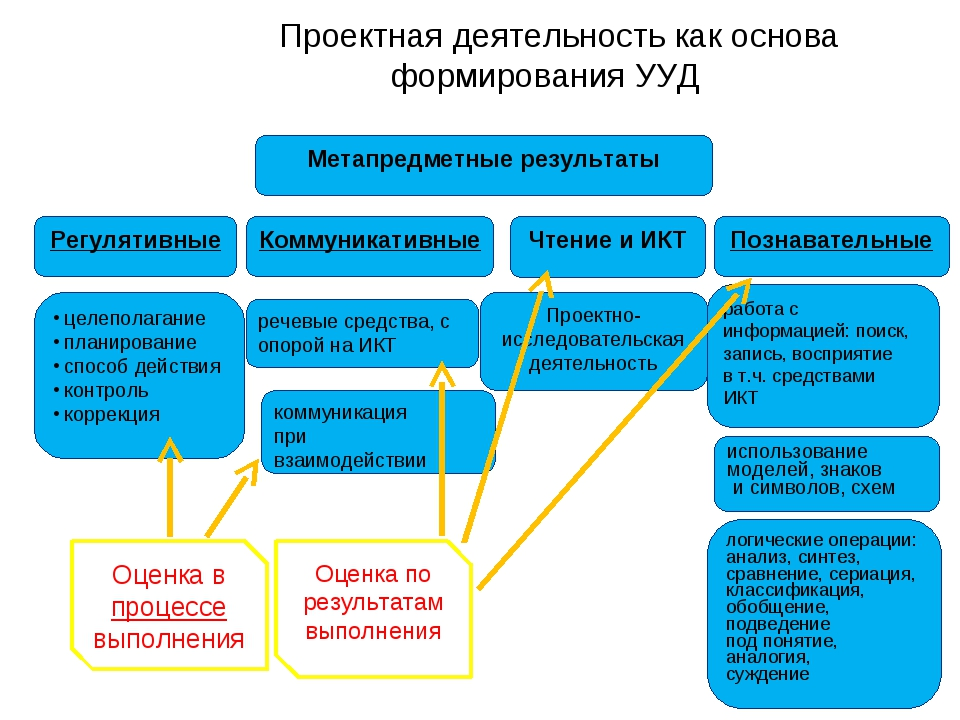 Проектная деятельность как основа
формирования УУД
Метапредметные результаты
Регулятивные
• целеполагание
• планирование
• способ действия
• контроль
• коррекция
Коммуникативные
речевые средства, с
опорой на ИКТ
коммуникация
при
взаимодействии
Чтение и ИКТ
Проектно-
исследовательская
деятельность
Познавательные
работа с
информацией: поиск,
запись, восприятие
в т.ч. средствами
ИКТ
использование
моделей, знаков
и символов, схем
логические операции:
анализ, синтез,
сравнение, сериация,
классификация,
обобщение,
подведение
под понятие,
аналогия,
суждение
Оценка в
процессе
выполнения
Оценка по
результатам
выполнения